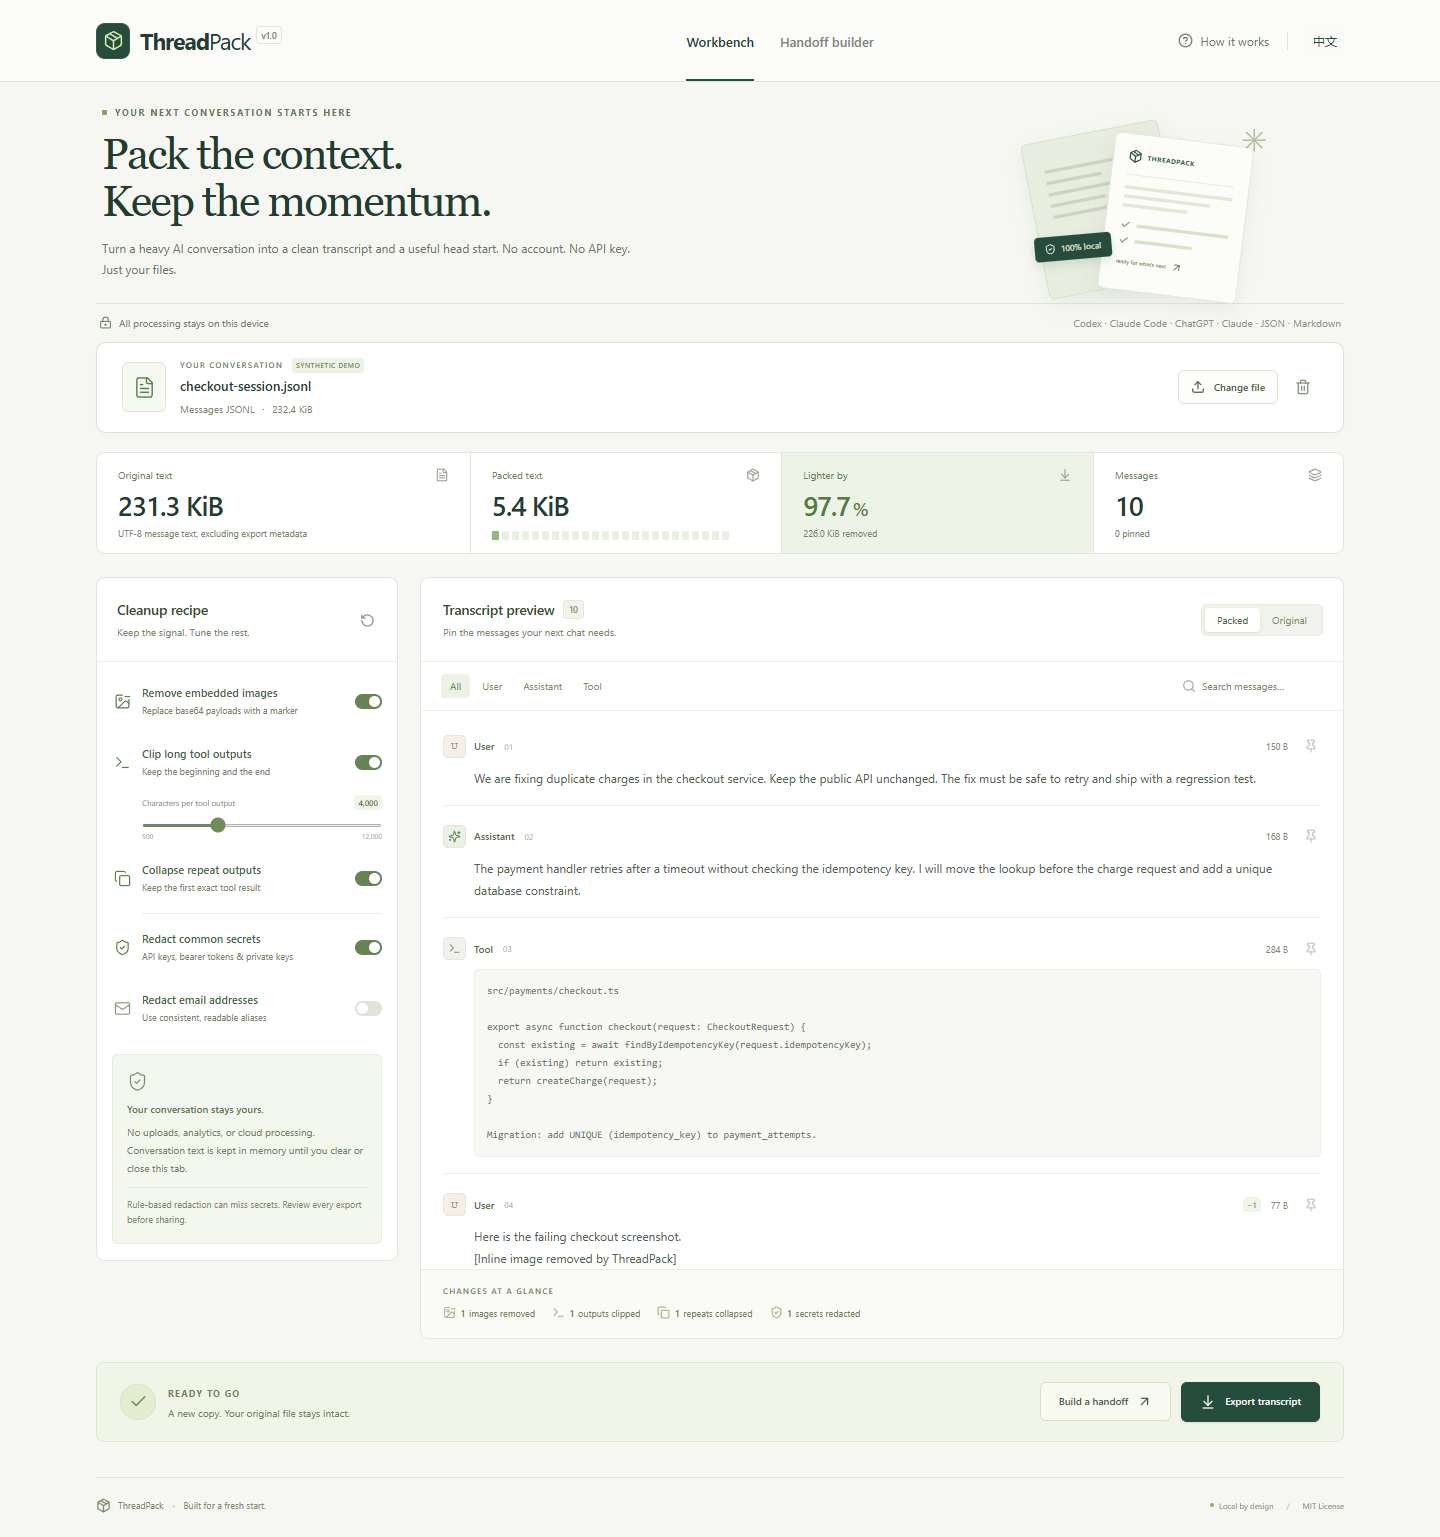 ThreadPack v1.0
Workbench
Handoff builder
How it works
中文
YOUR NEXT CONVERSATION STARTS HERE
Pack the context.
Keep the momentum.
Turn a heavy AI conversation into a clean transcript and a useful head start. No account. No API key.
Just your files.
THREADPACK
100% local
ready for what's next
All processing stays on this device
Codex · Claude Code · ChatGPT · Claude · JSON · Markdown
YOUR CONVERSATION
SYNTHETIC DEMO
checkout-session.jsonl
Messages JSONL · 232.4 KiB
Change file
Original text
231.3 KiB
UTF-8 message text, excluding export metadata
Packed text
5.4 KiB
Lighter by
97.7%
226.0 KiB removed
Messages
10
0 pinned
Cleanup recipe
Keep the signal. Tune the rest.
Remove embedded images
Replace base64 payloads with a marker
Clip long tool outputs
Keep the beginning and the end
Characters per tool output
4,000
500
12,000
Collapse repeat outputs
Keep the first exact tool result
Redact common secrets
API keys, bearer tokens & private keys
Redact email addresses
Use consistent, readable aliases
Your conversation stays yours.
No uploads, analytics, or cloud processing.
Conversation text is kept in memory until you clear or
close this tab.
Rule-based redaction can miss secrets. Review every export
before sharing.
Transcript preview 10
Pin the messages your next chat needs.
Packed
Original
All
User
Assistant
Tool
Search messages...
U User 01
150 B
We are fixing duplicate charges in the checkout service. Keep the public API unchanged. The fix must be safe to retry and ship with a regression test.
Assistant 02
168 B
The payment handler retries after a timeout without checking the idempotency key. I will move the lookup before the charge request and add a unique
database constraint.
Tool 03
284 B
src/payments/checkout.ts
export async function checkout(request: CheckoutRequest) {
const existing = await findByIdempotencyKey(request.idempotencyKey);
if (existing) return existing;
return createCharge(request);
}
Migration: add UNIQUE (idempotency_key) to payment_attempts.
U User 04
−1 77 B
Here is the failing checkout screenshot.
[Inline image removed by ThreadPack]
CHANGES AT A GLANCE
1 images removed
1 outputs clipped
1 repeats collapsed
1 secrets redacted
READY TO GO
A new copy. Your original file stays intact.
Build a handoff
Export transcript
ThreadPack · Built for a fresh start.
Local by design / MIT License